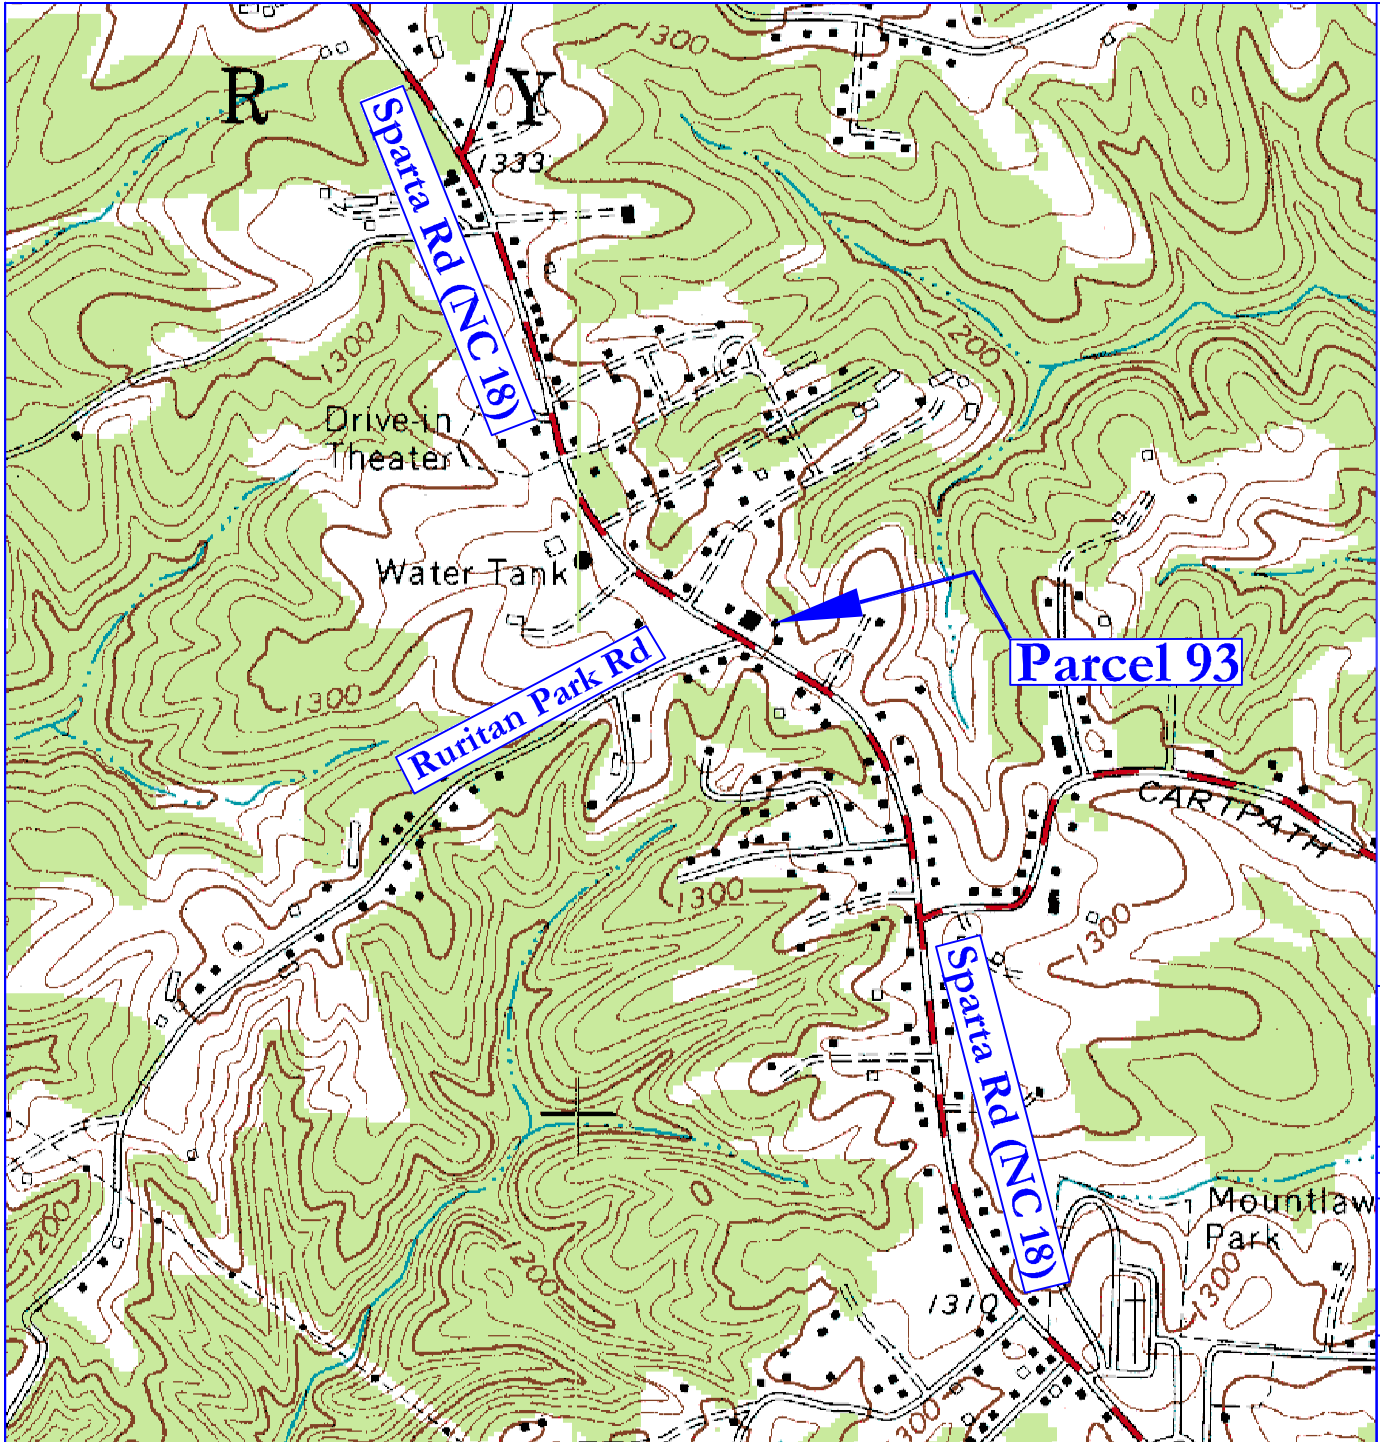 1300
R Y
Sparta Rd (NC 18)
1333
1300
1200
Drive-in
Theater
Water Tank
Parcel 93
Ruritan Park Rd
1300
CARTPATH
1300
1300
Sparta Rd (NC 18)
Mountlaw
Park
1200
1200
1300
1310
300